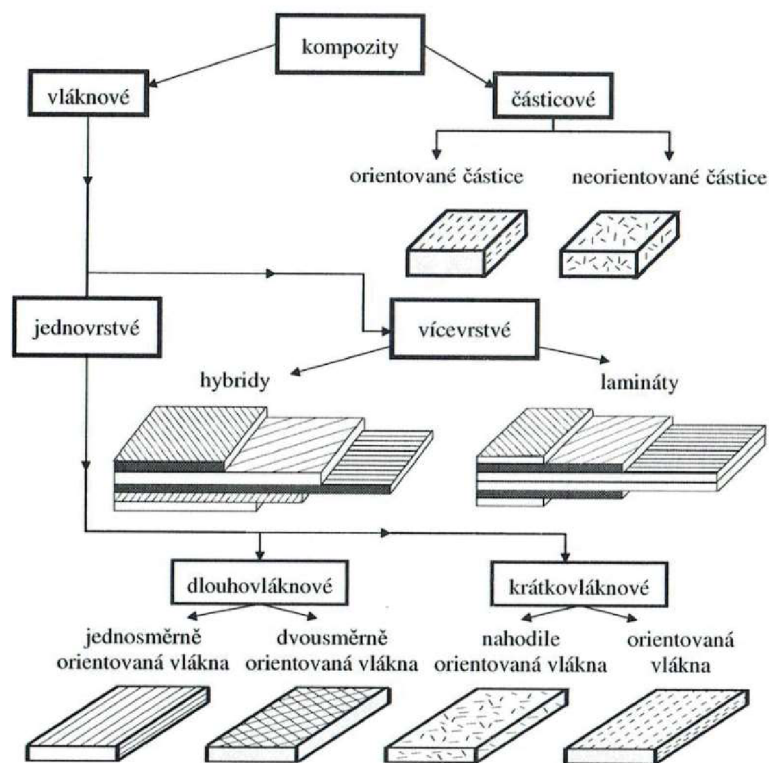 kompozity
vláknové
částicové
orientované částice
neorientované částice
jednovrstvé
vícevrstvé
hybridy
lamináty
dlouhovláknové
krátkovláknové
jednosměrně
orientovaná vlákna
dvousměrně
orientovaná vlákna
nahodile
orientovaná vlákna
orientovaná
vlákna